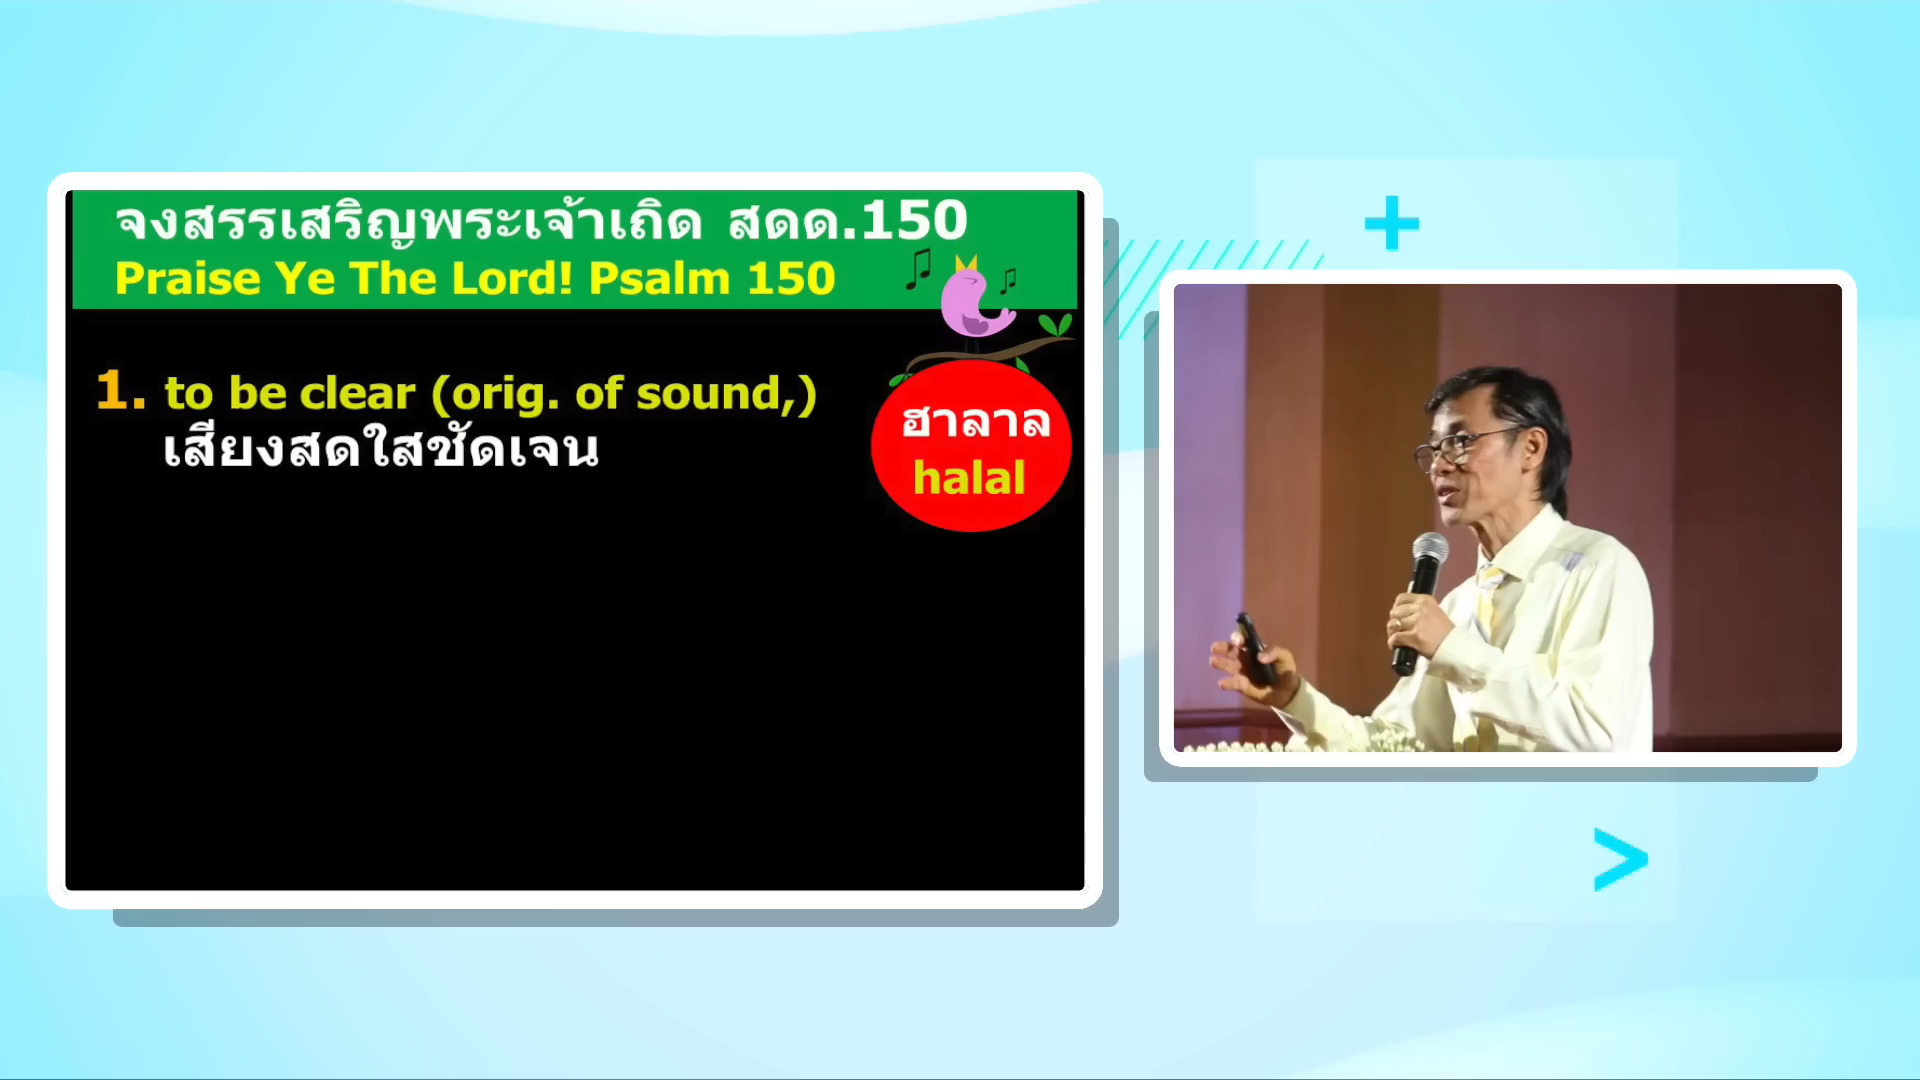 จงสรรเสริญพระเจ้าเถิด สดด.150
Praise Ye The Lord! Psalm 150
1. to be clear (orig. of sound,)
เสียงสดใสชัดเจน
ฮาลาล
halal